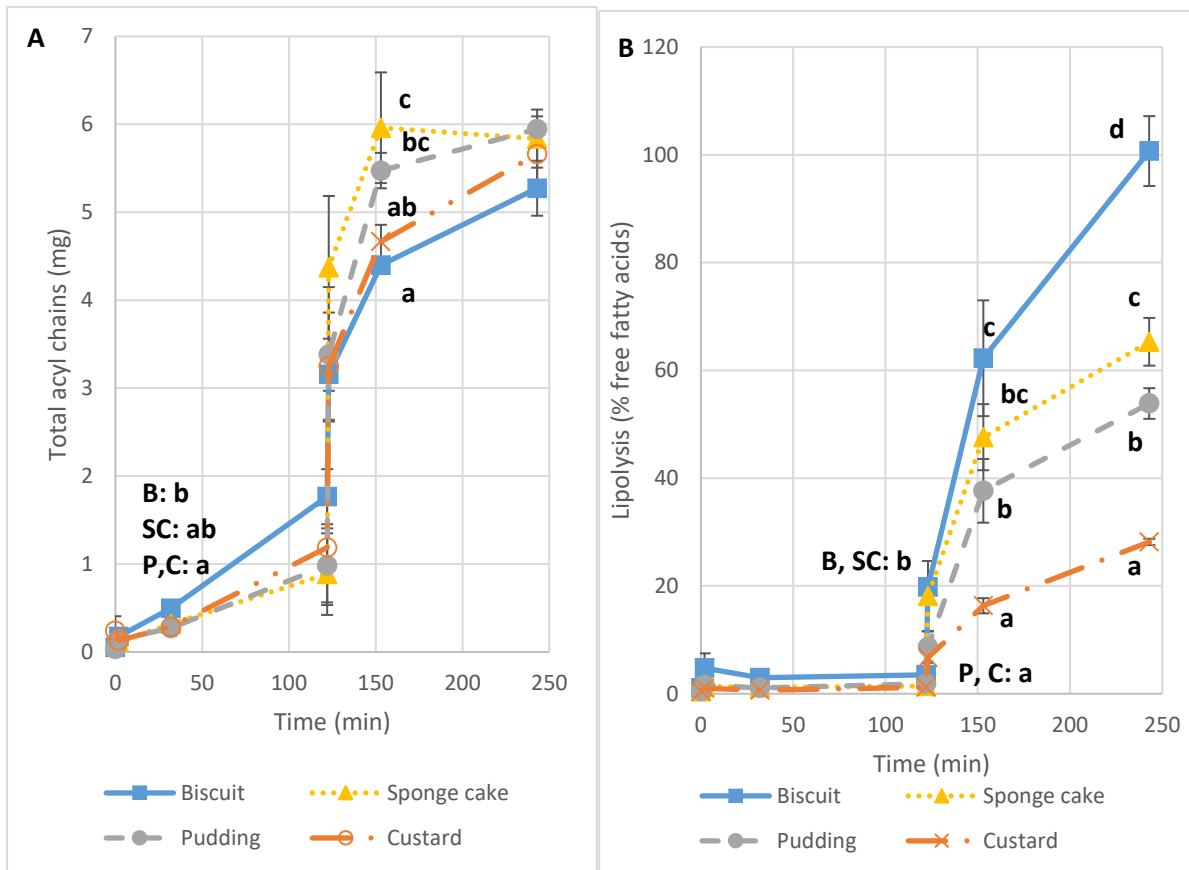 A
Total acyl chains (mg)
7
6
5
4
3
2
1
0
c
bc
ab
a
B: b
SC: ab
P,C: a
0 50 100 150 200 250
Time (min)
Biscuit Sponge cake
Pudding Custard
B
Lipolysis (% free fatty acids)
120
100
80
60
40
20
0
d
c
c
bc
b
b
B, SC: b
a
a
P, C: a
0 50 100 150 200 250
Time (min)
Biscuit Sponge cake
Pudding Custard